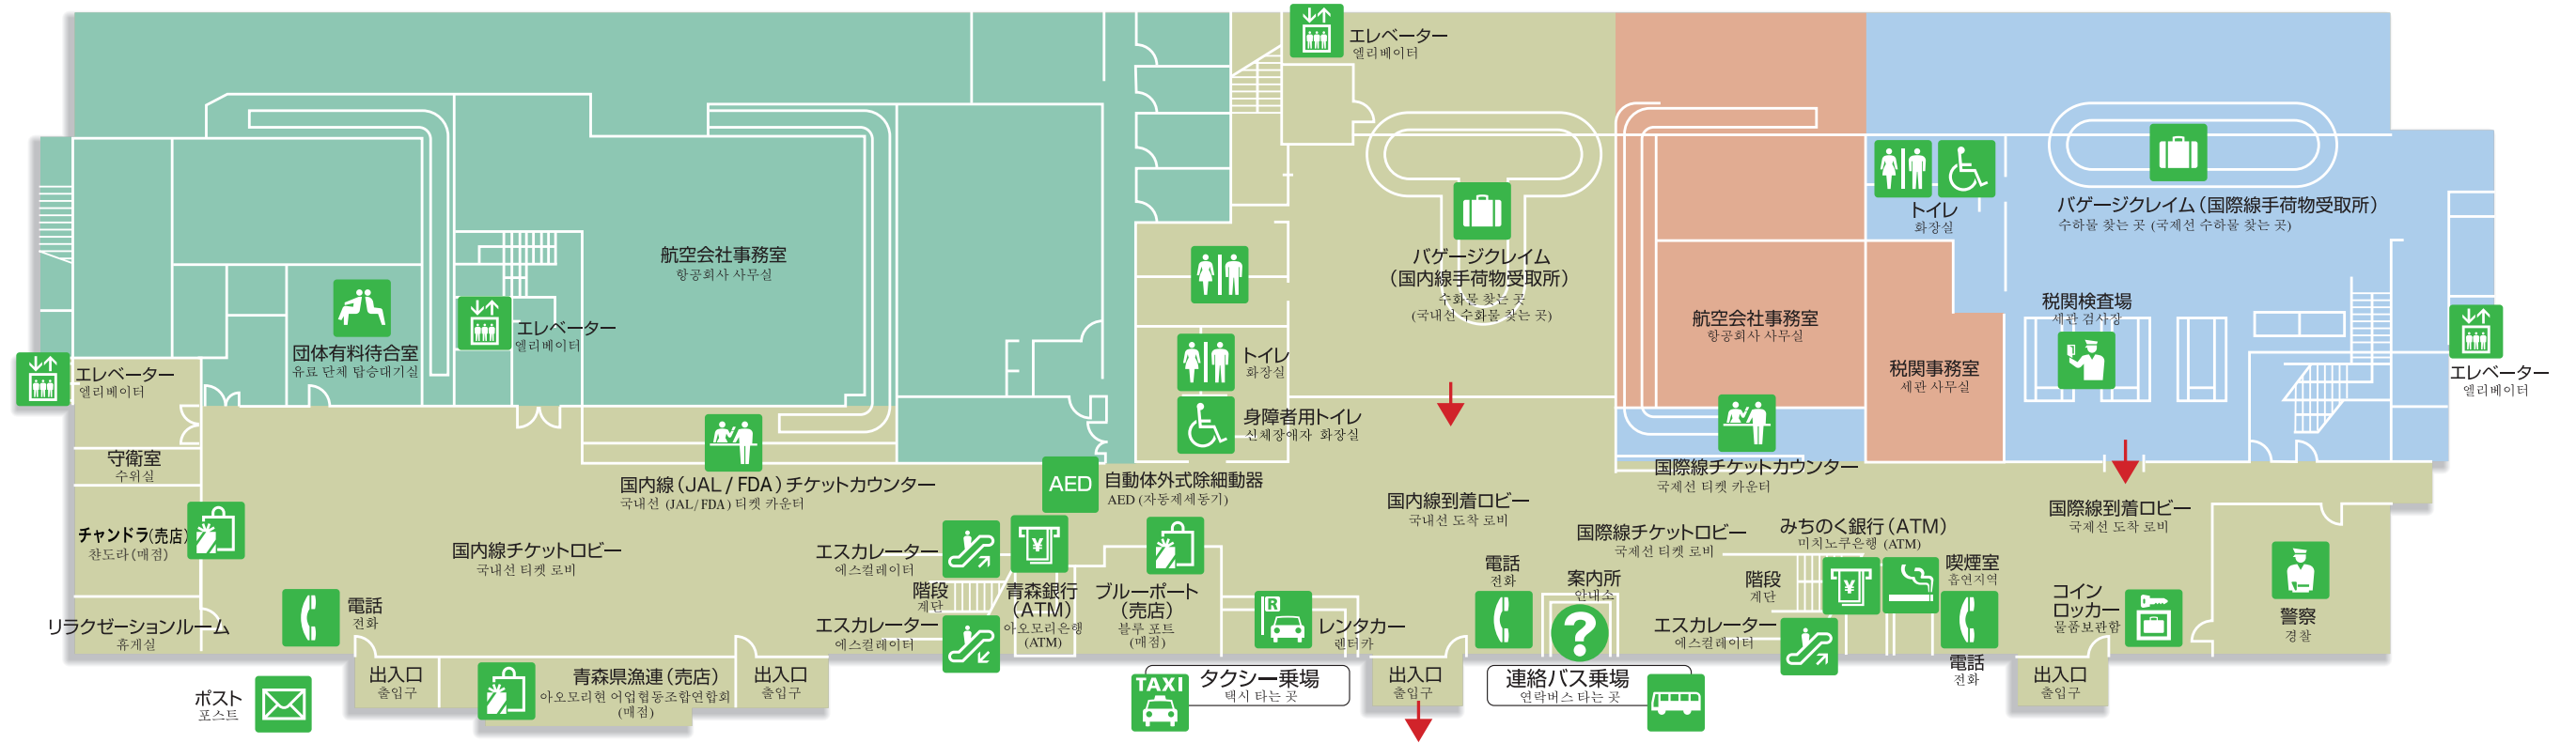 エレベーター
엘리베이터
航空会社事務室
항공회사 사무실
団体有料待合室
유료 단체 탑승대기실
エレベーター
엘리베이터
エレベーター
엘리베이터
トイレ
화장실
身障者用トイレ
신체장애자 화장실
バゲージクレイム
（国内線手荷物受取所）
수화물 찾는 곳
(국내선 수화물 찾는 곳)
航空会社事務室
항공회사 사무실
税関事務室
세관 사무실
トイレ
화장실
バゲージクレイム（国際線手荷物受取所）
수하물 찾는 곳 (국제선 수하물 찾는 곳)
税関検査場
세관 검사장
エレベーター
엘리베이터
守衛室
수위실
チャンドラ(売店)
챤도라(매점)
リラクゼーションルーム
휴게실
国内線（JAL / FDA）チケットカウンター
국내선 (JAL/FDA) 티켓 카운터
国内線チケットロビー
국내선 티켓 로비
AED
自動体外式除細動器
AED (자동제세동기)
国内線到着ロビー
국내선 도착 로비
国際線チケットカウンター
국제선 티켓 카운터
国際線チケットロビー
국제선 티켓 로비
みちのく銀行（ATM）
미치노쿠은행 (ATM)
国際線到着ロビー
국제선 도착 로비
電話
전화
エスカレーター
에스컬레이터
階段
계단
エスカレーター
에스컬레이터
¥
青森銀行
（ATM）
아오모리은행
(ATM)
ブルーポート
（売店）
블루 포트
(매점)
R
レンタカー
렌터카
電話
전화
案内所
안내소
?
階段
계단
¥
エスカレーター
에스컬레이터
喫煙室
흡연지역
電話
전화
コイン
ロッカー
물품보관함
警察
경찰
ポスト
포스트
出入口
출입구
青森県漁連（売店）
아오모리현 어업협동조합연합회
(매점)
出入口
출입구
TAXI
タクシー乗場
택시 타는 곳
出入口
출입구
連絡バス乗場
연락버스 타는 곳
出入口
출입구